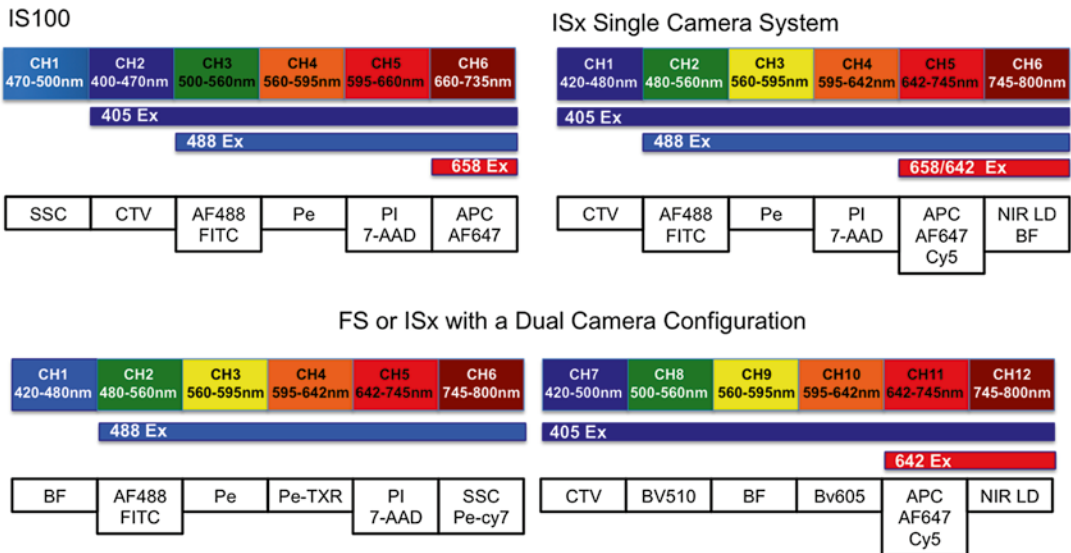 IS100
CH1 CH2 CH3 CH4 CH5 CH6
470-500nm 400-470nm 500-560nm 560-595nm 595-660nm 660-735nm
405 Ex
488 Ex
658 Ex
SSC CTV AF488 Pe PI APC
FITC 7-AAD AF647
ISx Single Camera System
CH1 CH2 CH3 CH4 CH5 CH6
420-480nm 480-560nm 560-595nm 595-642nm 642-745nm 745-800nm
405 Ex
488 Ex
658/642 Ex
CTV AF488 Pe PI APC NIR LD
FITC 7-AAD AF647 BF
Cy5
FS or ISx with a Dual Camera Configuration
CH1 CH2 CH3 CH4 CH5 CH6
420-480nm 480-560nm 560-595nm 595-642nm 642-745nm 745-800nm
488 Ex
BF AF488 Pe Pe-TXR PI SSC
FITC 7-AAD Pe-cy7
CH7 CH8 CH9 CH10 CH11 CH12
420-500nm 500-560nm 560-595nm 595-642nm 642-745nm 745-800nm
405 Ex
642 Ex
CTV BV510 BF Bv605 APC NIR LD
AF647
Cy5